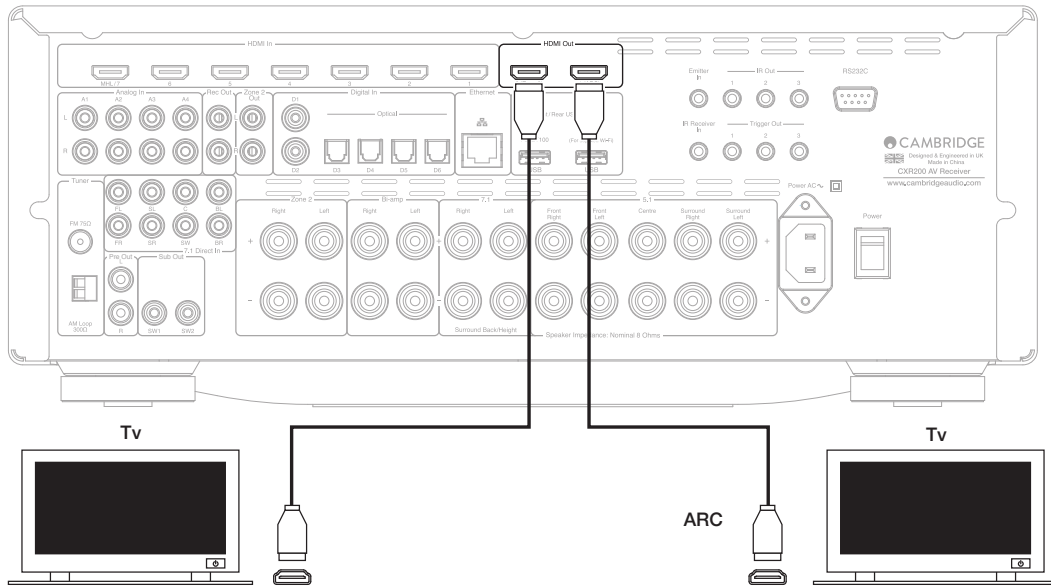 HDMI In
HDMI Out
MHL / 7
6
5
4
3
2
1
Emitter In
IR Out
1
2
3
RS232C
Analog In
A1
A2
A3
A4
Rec Out
Zone 2 Out
L
R
L
R
Digital In
D1
D2
Optical
D3
D4
D5
D6
Ethernet
100
USB
(For
Wi-Fi)
USB
IR Receiver In
Trigger Out
1
2
3
CAMBRIDGE
Designed & Engineered in UK
Made in China
CXR200 AV Receiver
www.cambridgeaudio.com
Tuner
FM 75Ω
AM Loop
300Ω
FL
SL
C
BL
FR
SR
SW
BR
7.1 Direct In
Pre Out
L
R
Sub Out
SW1
SW2
Zone 2
Right
Left
Bi-amp
Right
Left
7.1
Right
Left
5.1
Front Right
Front Left
Centre
Surround Right
Surround Left
+
+
+
–
–
–
Surround Back/Height
Speaker Impedance: Nominal 8 Ohms
Power AC
Power
Tv
Tv
ARC